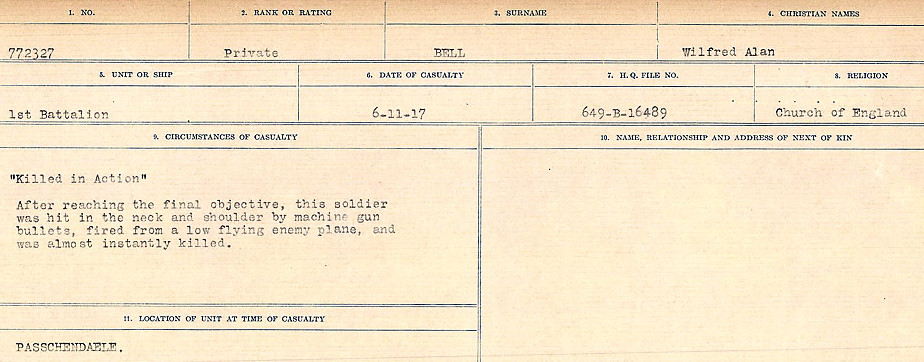 1. NO. 2. RANK OR RATING 3. SURNAME 4. CHRISTIAN NAMES
772327 Private BELL Wilfred Alan
5. UNIT OR SHIP 6. DATE OF CASUALTY 7. H.Q. FILE NO. 8. RELIGION
1st Battalion 6-11-17 649-B-16489 Church of England
9. CIRCUMSTANCES OF CASUALTY 10. NAME, RELATIONSHIP AND ADDRESS OF NEXT OF KIN
"Killed in Action"
After reaching the final objective, this soldier
was hit in the neck and shoulder by machine gun
bullets, fired from a low flying enemy plane, and
was almost instantly killed.
11. LOCATION OF UNIT AT TIME OF CASUALTY
PASSCHENDAELE.